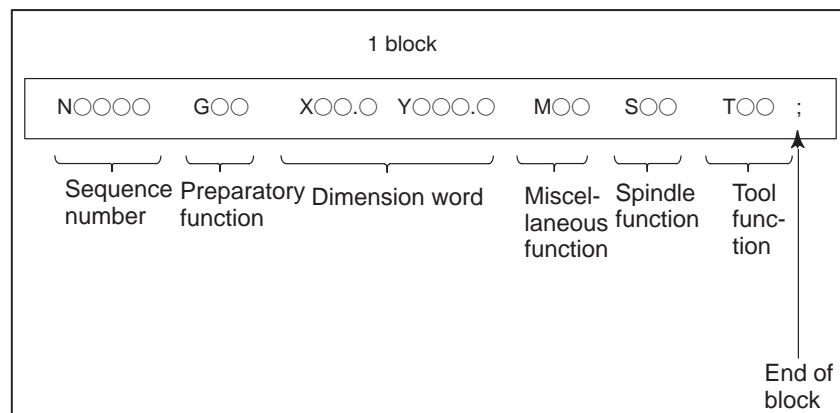 1 block
N○○○○ G○○ X○○.○ Y○○○.○ M○○ S○○ T○○ ;
Sequence number
Preparatory function
Dimension word
Miscel-
laneous
function
Spindle
function
Tool
func-
tion
End of
block